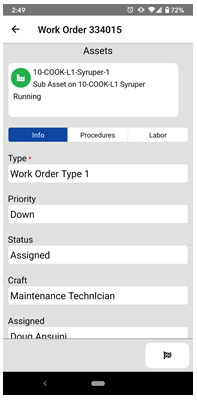 2:49
72%
Work Order 334015
Assets
10-COOK-L1-Syruper-1
Sub Asset on 10-COOK-L1 Syruper
Running
Info
Procedures
Labor
Type *
Work Order Type 1
Priority
Down
Status
Assigned
Craft
Maintenance Technician
Assigned
Doug Ansuini